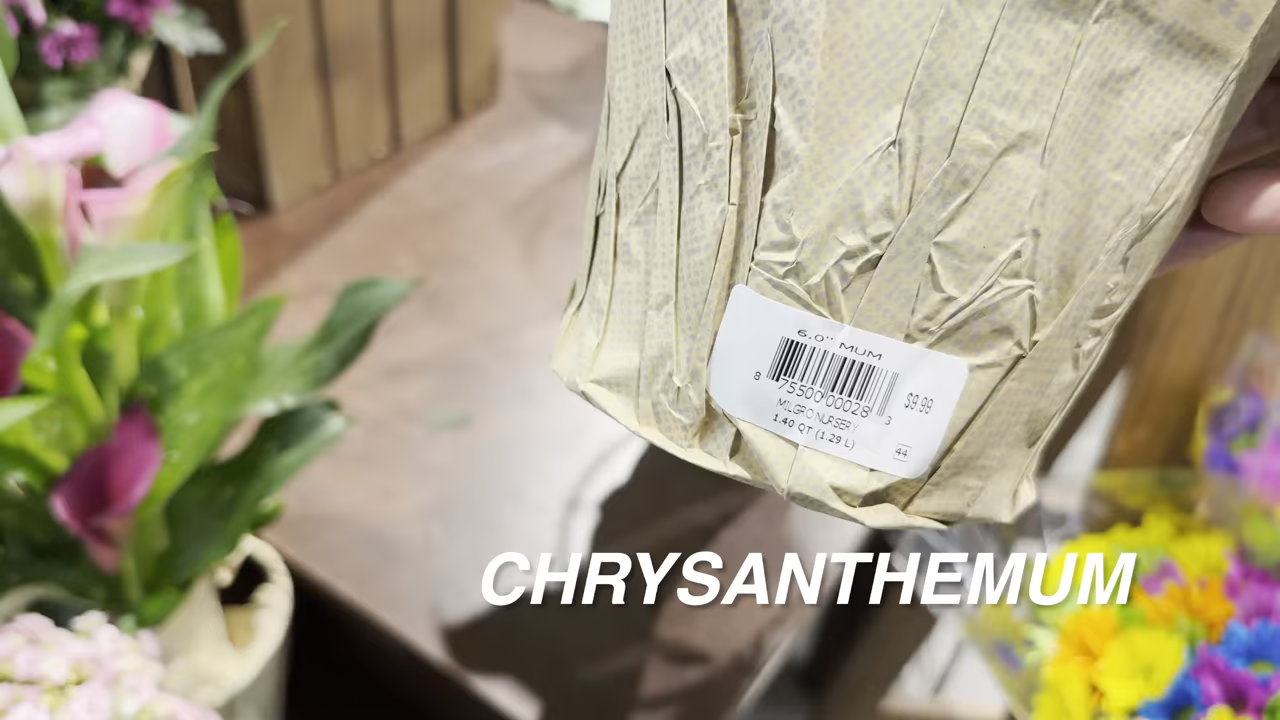 6.0" MUM
8 75500 00028 3
$9.99
MILGRO NURSERY
1.40 QT (1.29 L)
44
CHRYSANTHEMUM